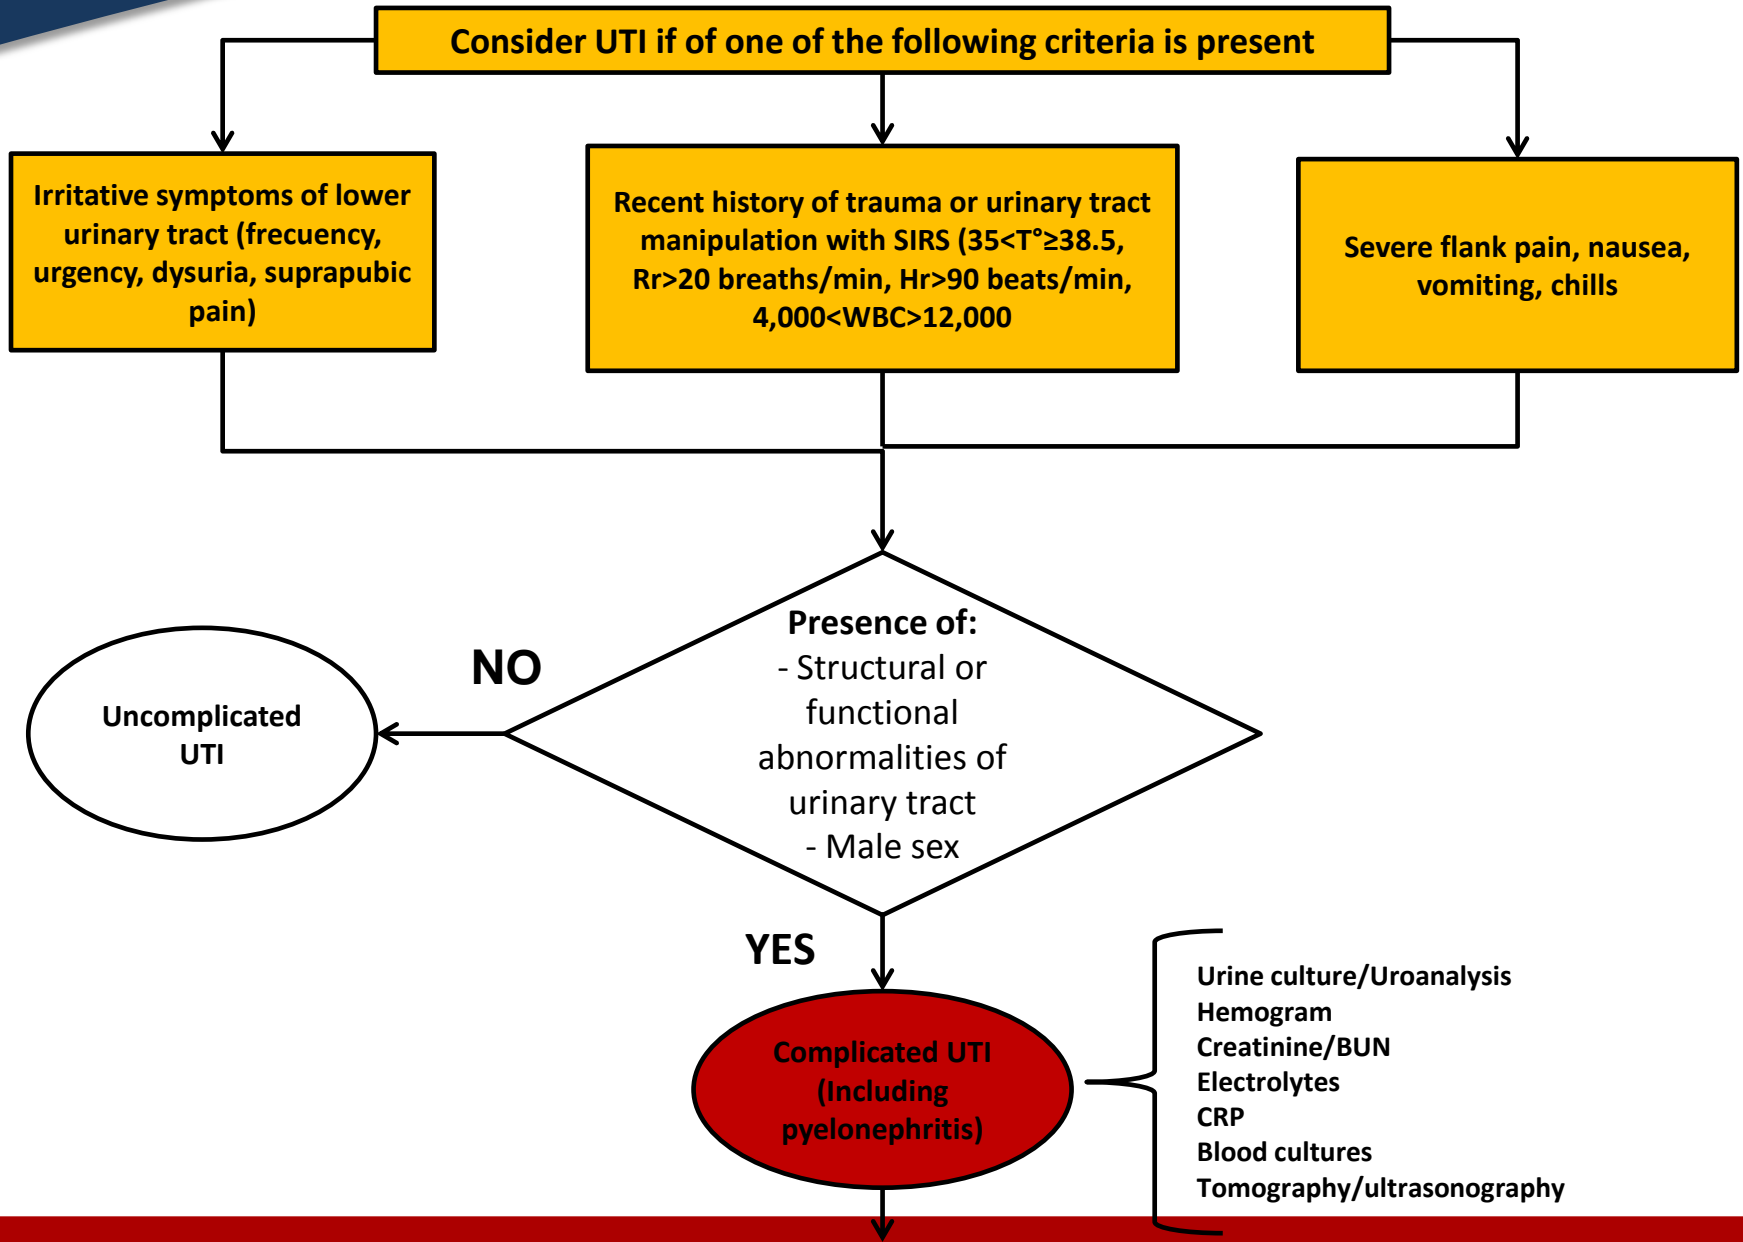 Consider UTI if of one of the following criteria is present
Irritative symptoms of lower
urinary tract (frecuency,
urgency, dysuria, suprapubic
pain)
Recent history of trauma or urinary tract
manipulation with SIRS (35<T°≥38.5,
Rr>20 breaths/min, Hr>90 beats/min,
4,000<WBC>12,000
Severe flank pain, nausea,
vomiting, chills
Presence of:
- Structural or
functional
abnormalities of
urinary tract
- Male sex
NO
Uncomplicated
UTI
YES
Complicated UTI
(Including
pyelonephritis)
Urine culture/Uroanalysis
Hemogram
Creatinine/BUN
Electrolytes
CRP
Blood cultures
Tomography/ultrasonography